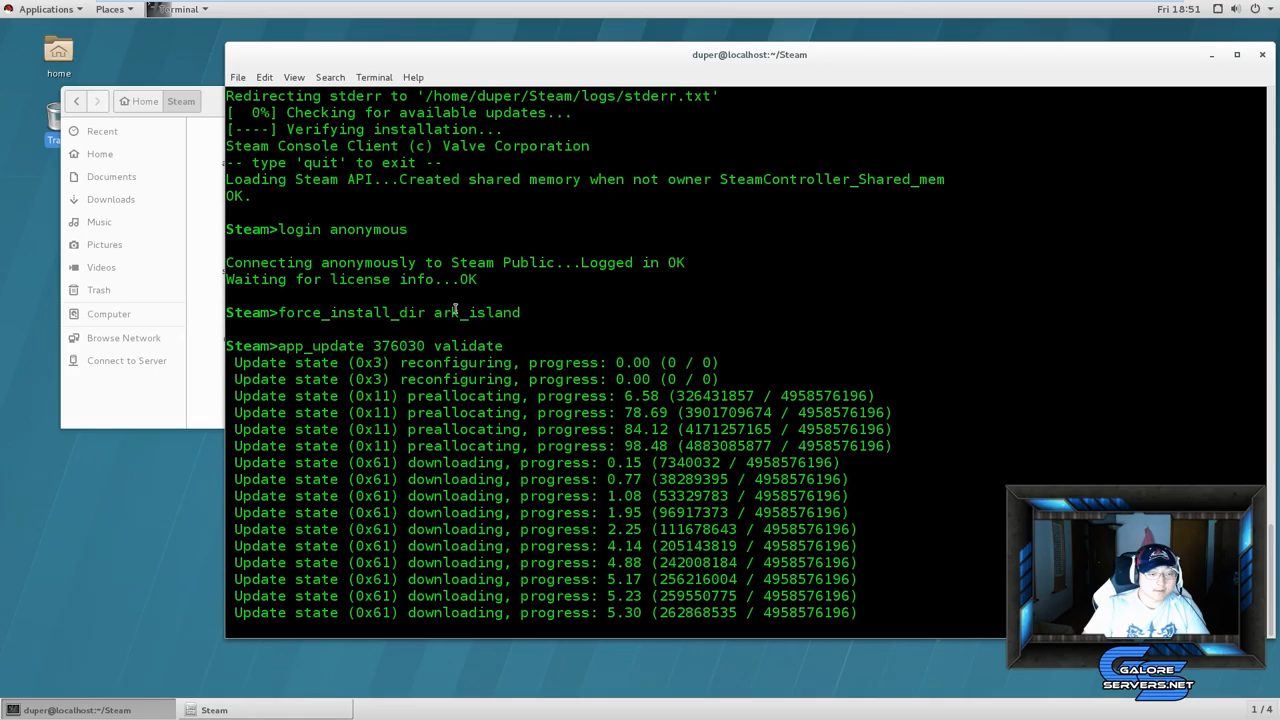 Applications
Places
Terminal
Fri 18:51
home
duper@localhost:~/Steam
File Edit View Search Terminal Help
Home
Steam
Recent
Home
Documents
Downloads
Music
Pictures
Videos
Trash
Computer
Browse Network
Connect to Server
Tra
Redirecting stderr to '/home/duper/Steam/logs/stderr.txt'
[  0%] Checking for available updates...
[----] Verifying installation...
Steam Console Client (c) Valve Corporation
-- type 'quit' to exit --
Loading Steam API...Created shared memory when not owner SteamController_Shared_mem
OK.
Steam>login anonymous
Connecting anonymously to Steam Public...Logged in OK
Waiting for license info...OK
Steam>force_install_dir ark_island
Steam>app_update 376030 validate
Update state (0x3) reconfiguring, progress: 0.00 (0 / 0)
Update state (0x3) reconfiguring, progress: 0.00 (0 / 0)
Update state (0x11) preallocating, progress: 6.58 (326431857 / 4958576196)
Update state (0x11) preallocating, progress: 78.69 (3901709674 / 4958576196)
Update state (0x11) preallocating, progress: 84.12 (4171257165 / 4958576196)
Update state (0x11) preallocating, progress: 98.48 (4883085877 / 4958576196)
Update state (0x61) downloading, progress: 0.15 (7340032 / 4958576196)
Update state (0x61) downloading, progress: 0.77 (38289395 / 4958576196)
Update state (0x61) downloading, progress: 1.08 (53329783 / 4958576196)
Update state (0x61) downloading, progress: 1.95 (96917373 / 4958576196)
Update state (0x61) downloading, progress: 2.25 (111678643 / 4958576196)
Update state (0x61) downloading, progress: 4.14 (205143819 / 4958576196)
Update state (0x61) downloading, progress: 4.88 (242008184 / 4958576196)
Update state (0x61) downloading, progress: 5.17 (256216004 / 4958576196)
Update state (0x61) downloading, progress: 5.23 (259550775 / 4958576196)
Update state (0x61) downloading, progress: 5.30 (262868535 / 4958576196)
GALORE
SERVERS.NET
duper@localhost:~/Steam
Steam
1 / 4